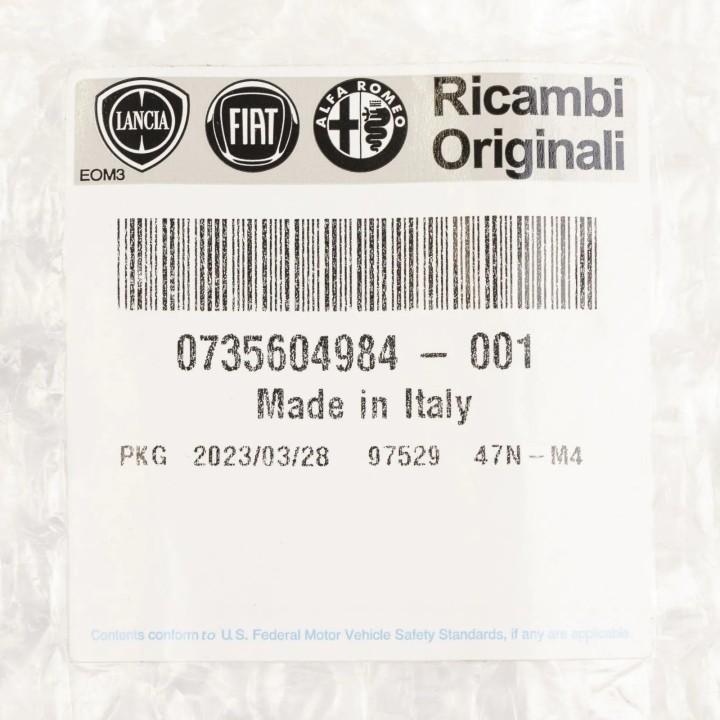 LANCIA
FIAT
ALFA ROMEO
Ricambi
Originali
EOM3
0735604984 - 001
Made in Italy
PKG 2023/03/28 97529 47N-M4
Contents conform to U.S. Federal Motor Vehicle Safety Standards, if any are applicable.